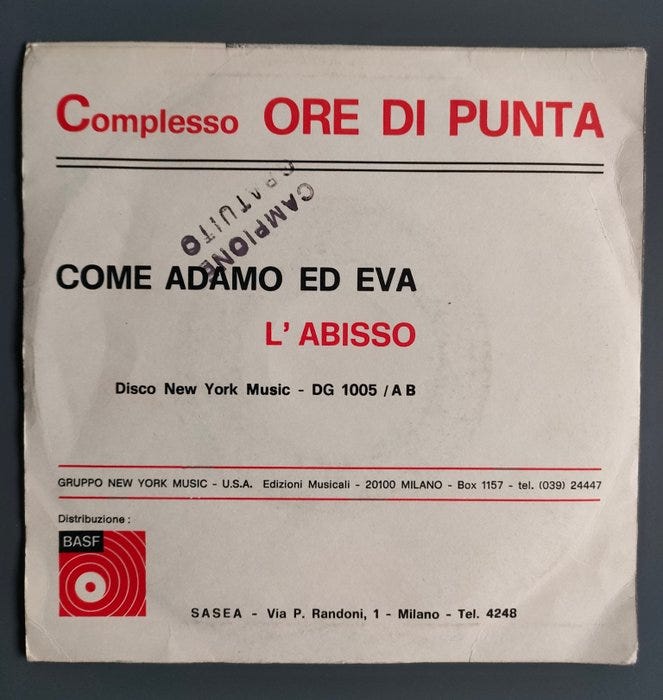 Complesso ORE DI PUNTA
CAMPIONE
GRATUITO
COME ADAMO ED EVA
L' ABISSO
Disco New York Music - DG 1005 / A B
GRUPPO NEW YORK MUSIC - U.S.A. Edizioni Musicali - 20100 MILANO - Box 1157 - tel. (039) 24447
Distribuzione :
BASF
SASEA - Via P. Randoni, 1 - Milano - Tel. 4248